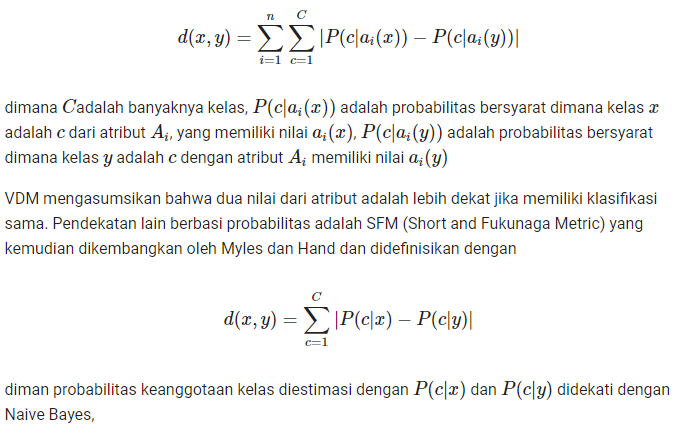 d(x, y) = \sum_{i=1}^{n} \sum_{c=1}^{C} |P(c|a_i(x)) − P(c|a_i(y))|
dimana C adalah banyaknya kelas, P(c|a_i(x)) adalah probabilitas bersyarat dimana kelas x
adalah c dari atribut A_i, yang memiliki nilai a_i(x), P(c|a_i(y)) adalah probabilitas bersyarat
dimana kelas y adalah c dengan atribut A_i memiliki nilai a_i(y)
VDM mengasumsikan bahwa dua nilai dari atribut adalah lebih dekat jika memiliki klasifikasi
sama. Pendekatan lain berbasi probabilitas adalah SFM (Short and Fukunaga Metric) yang
kemudian dikembangkan oleh Myles dan Hand dan didefinisikan dengan
d(x, y) = \sum_{c=1}^{C} |P(c|x) − P(c|y)|
diman probabilitas keanggotaan kelas diestimasi dengan P(c|x) dan P(c|y) didekati dengan
Naive Bayes,